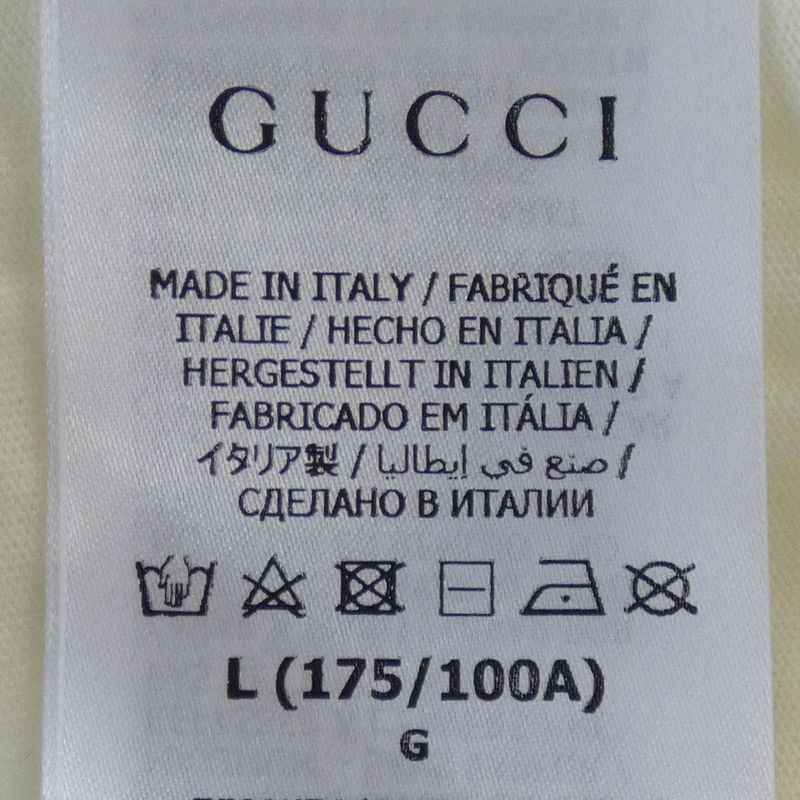 GUCCI
MADE IN ITALY / FABRIQUÉ EN
ITALIE / HECHO EN ITALIA /
HERGESTELLT IN ITALIEN /
FABRICADO EM ITÁLIA /
イタリア製 / صنع في إيطاليا /
СДЕЛАНО В ИТАЛИИ
L (175/100A)
G